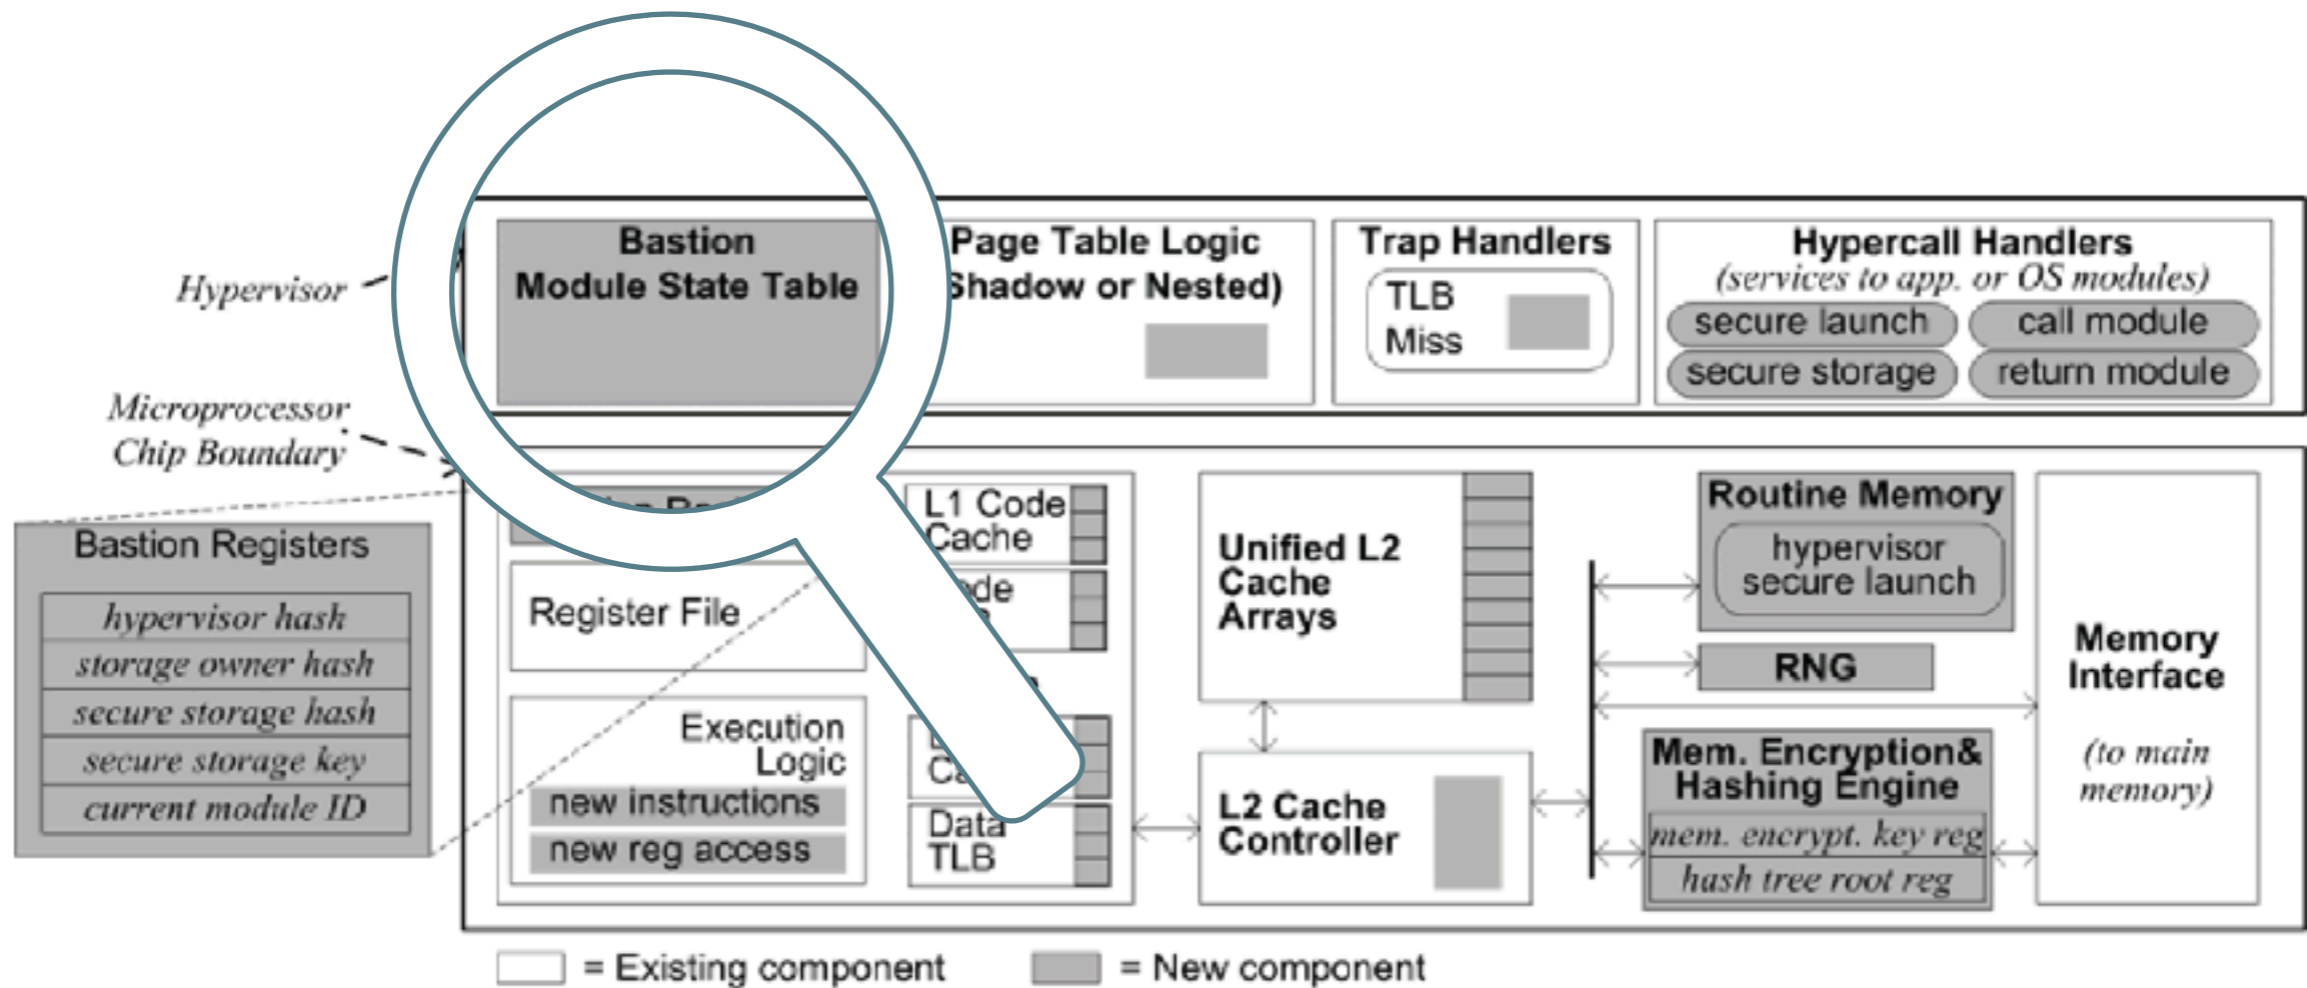 Bastion
Module State Table
Page Table Logic
Shadow or Nested)
Trap Handlers
TLB
Miss
Hypercall Handlers
(services to app. or OS modules)
secure launch
call module
secure storage
return module
Hypervisor
Microprocessor
Chip Boundary
Bastion Registers
hypervisor hash
storage owner hash
secure storage hash
secure storage key
current module ID
Register File
Execution
Logic
new instructions
new reg access
L1 Code
Cache
Data
TLB
Unified L2
Cache
Arrays
L2 Cache
Controller
Routine Memory
hypervisor
secure launch
RNG
Mem. Encryption&
Hashing Engine
mem. encrypt. key reg
hash tree root reg
Memory
Interface
(to main
memory)
= Existing component
= New component